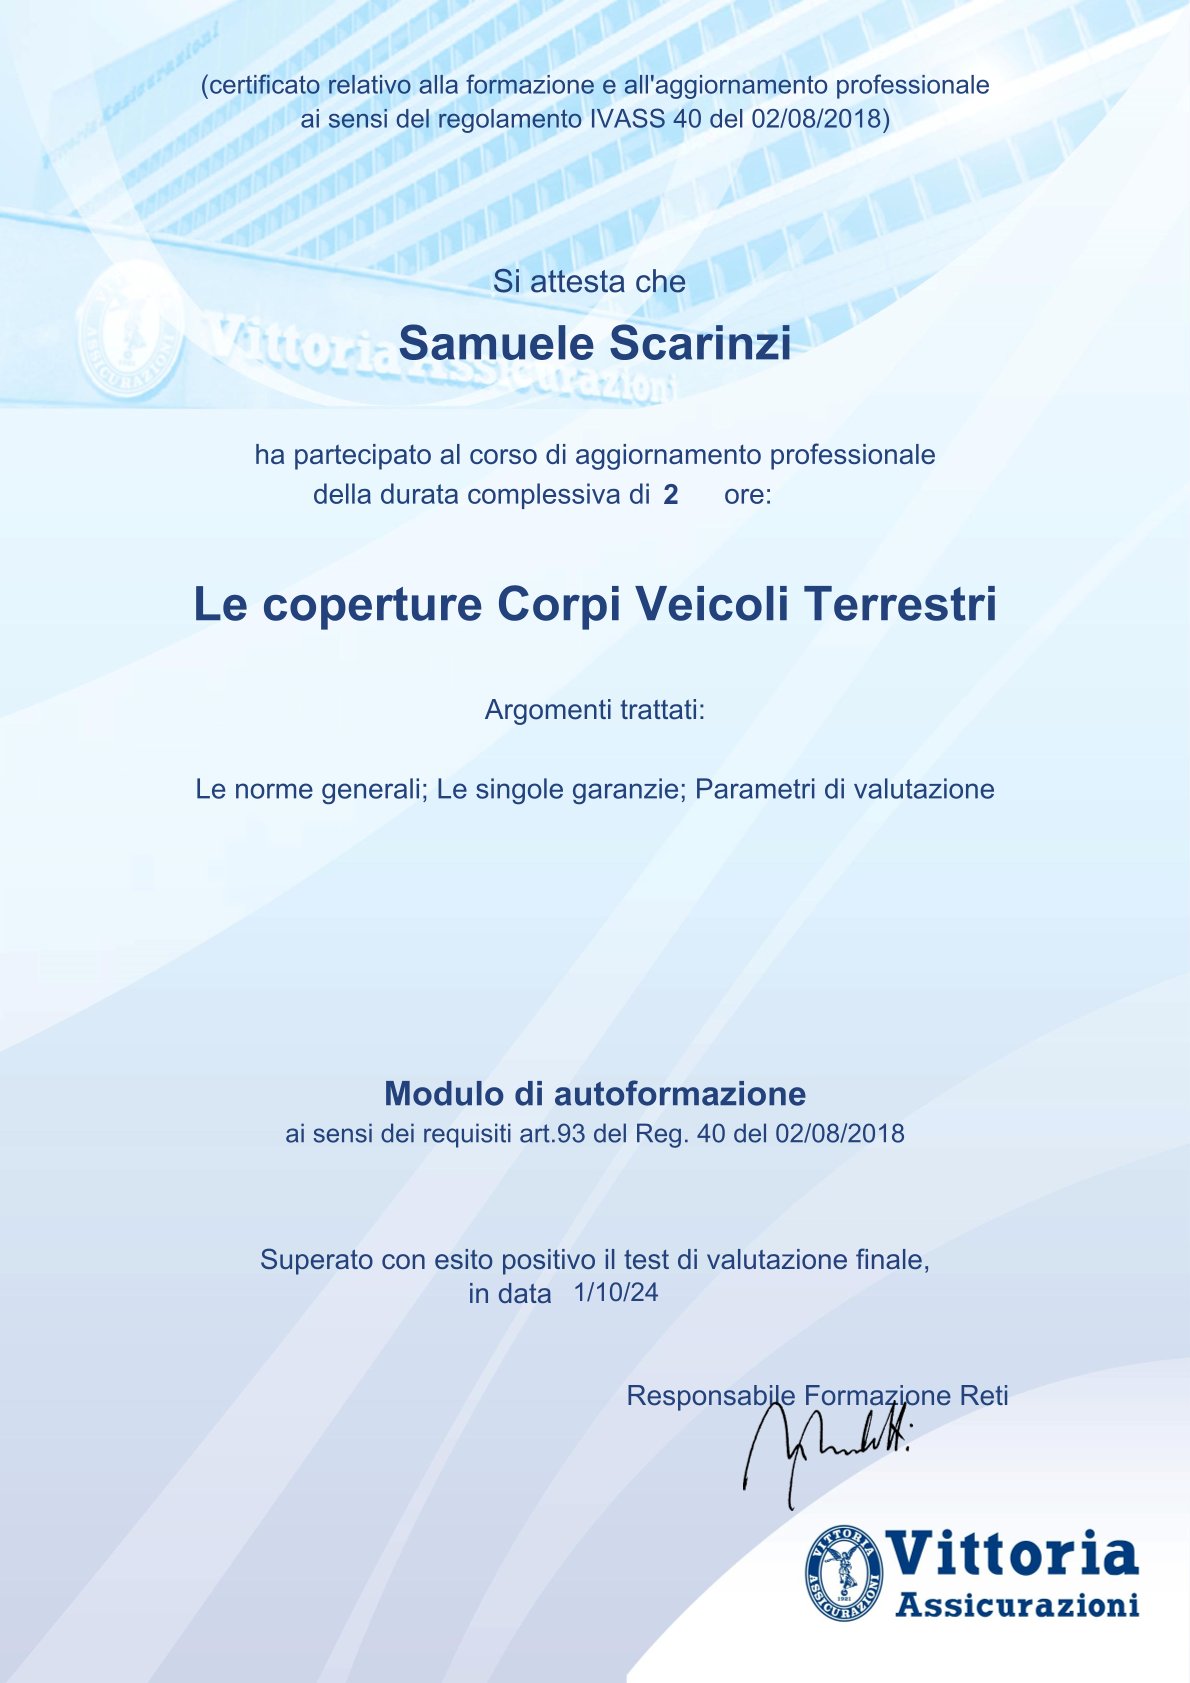 (certificato relativo alla formazione e all'aggiornamento professionale
ai sensi del regolamento IVASS 40 del 02/08/2018)
Si attesta che
Vittoria Assicurazioni
Samuele Scarinzi
ha partecipato al corso di aggiornamento professionale
della durata complessiva di 2 ore:
Le coperture Corpi Veicoli Terrestri
Argomenti trattati:
Le norme generali; Le singole garanzie; Parametri di valutazione
Modulo di autoformazione
ai sensi dei requisiti art.93 del Reg. 40 del 02/08/2018
Superato con esito positivo il test di valutazione finale,
in data 1/10/24
Responsabile Formazione Reti
VITTORIA ASSICURAZIONI 1921
Vittoria
Assicurazioni